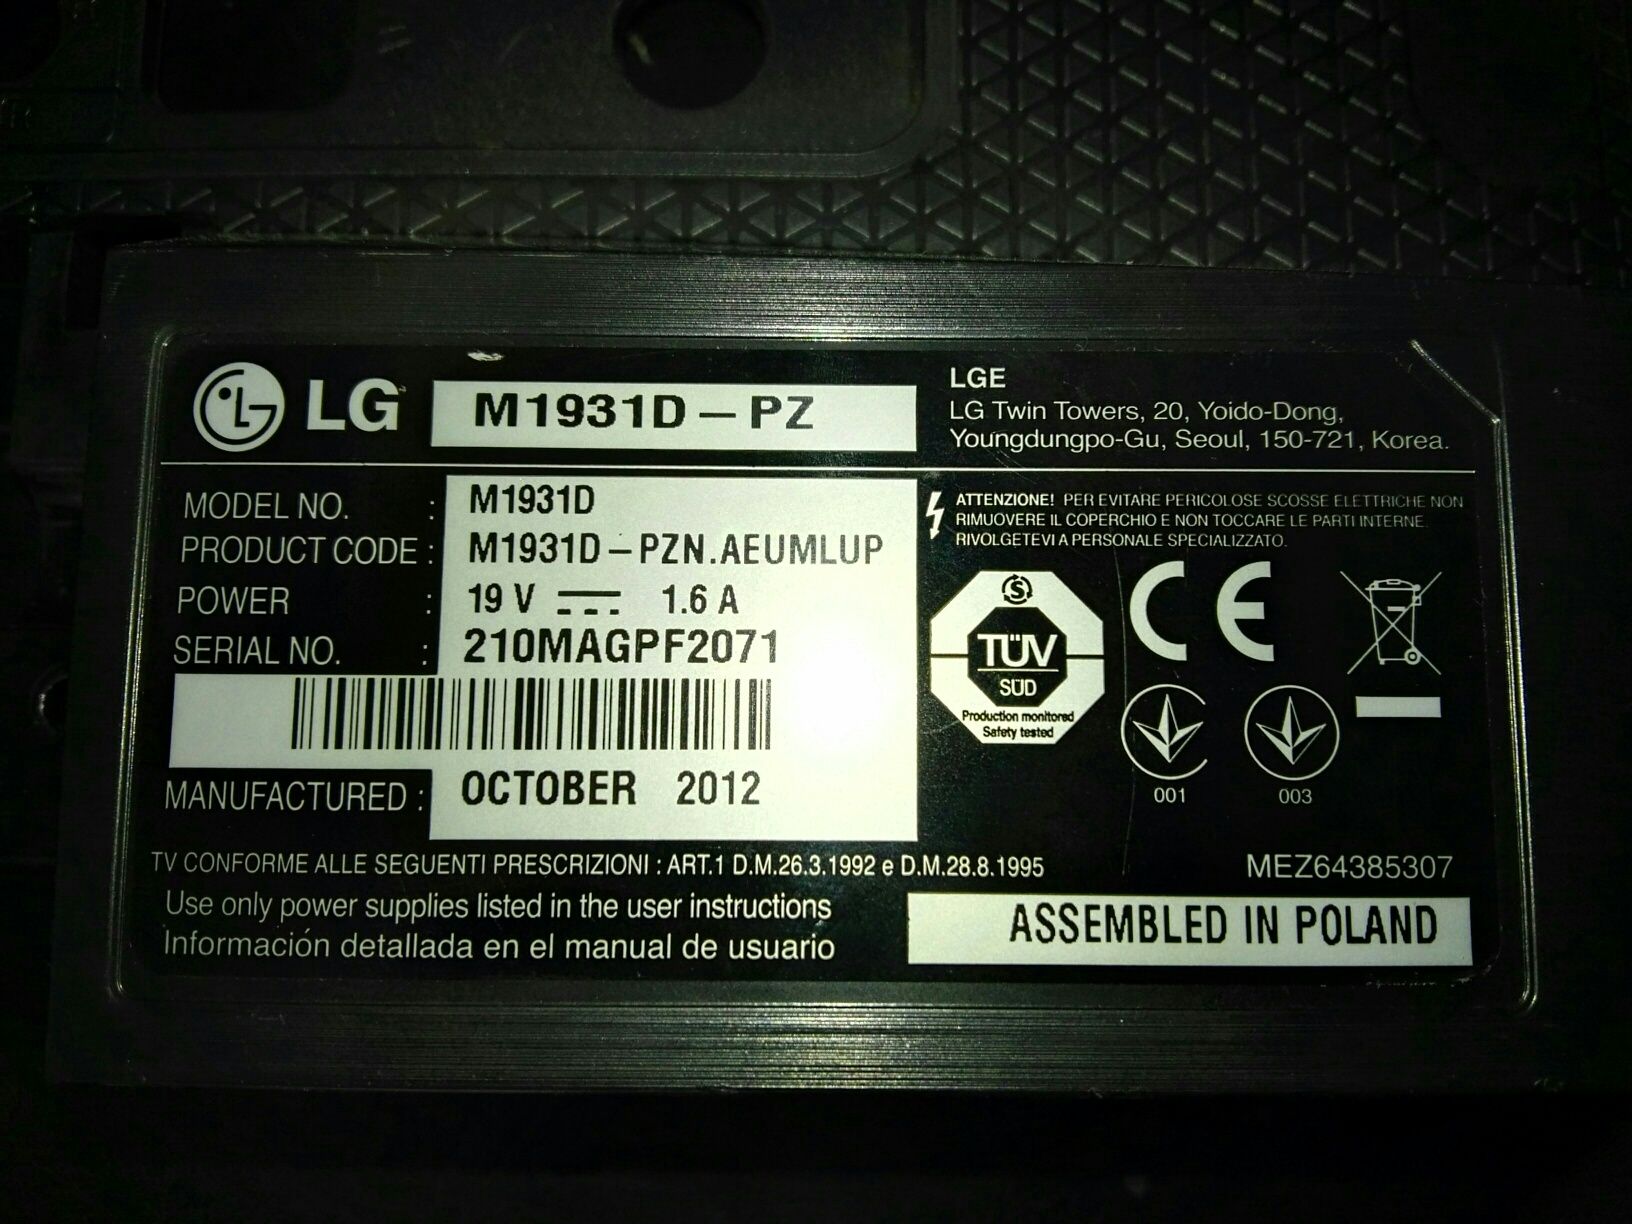 LG M1931D – PZ
LGE
LG Twin Towers, 20, Yoido-Dong,
Youngdungpo-Gu, Seoul, 150-721, Korea.
MODEL NO. : M1931D
PRODUCT CODE : M1931D – PZN.AEUMLUP
POWER : 19 V ⎓ 1.6 A
SERIAL NO. : 210MAGPF2071
MANUFACTURED : OCTOBER 2012
ATTENZIONE! PER EVITARE PERICOLOSE SCOSSE ELETTRICHE NON
RIMUOVERE IL COPERCHIO E NON TOCCARE LE PARTI INTERNE.
RIVOLGETEVI A PERSONALE SPECIALIZZATO.
S
TÜV
SÜD
Production monitored
Safety tested
CE
001
003
TV CONFORME ALLE SEGUENTI PRESCRIZIONI : ART.1 D.M.26.3.1992 e D.M.28.8.1995
MEZ64385307
Use only power supplies listed in the user instructions
Información detallada en el manual de usuario
ASSEMBLED IN POLAND